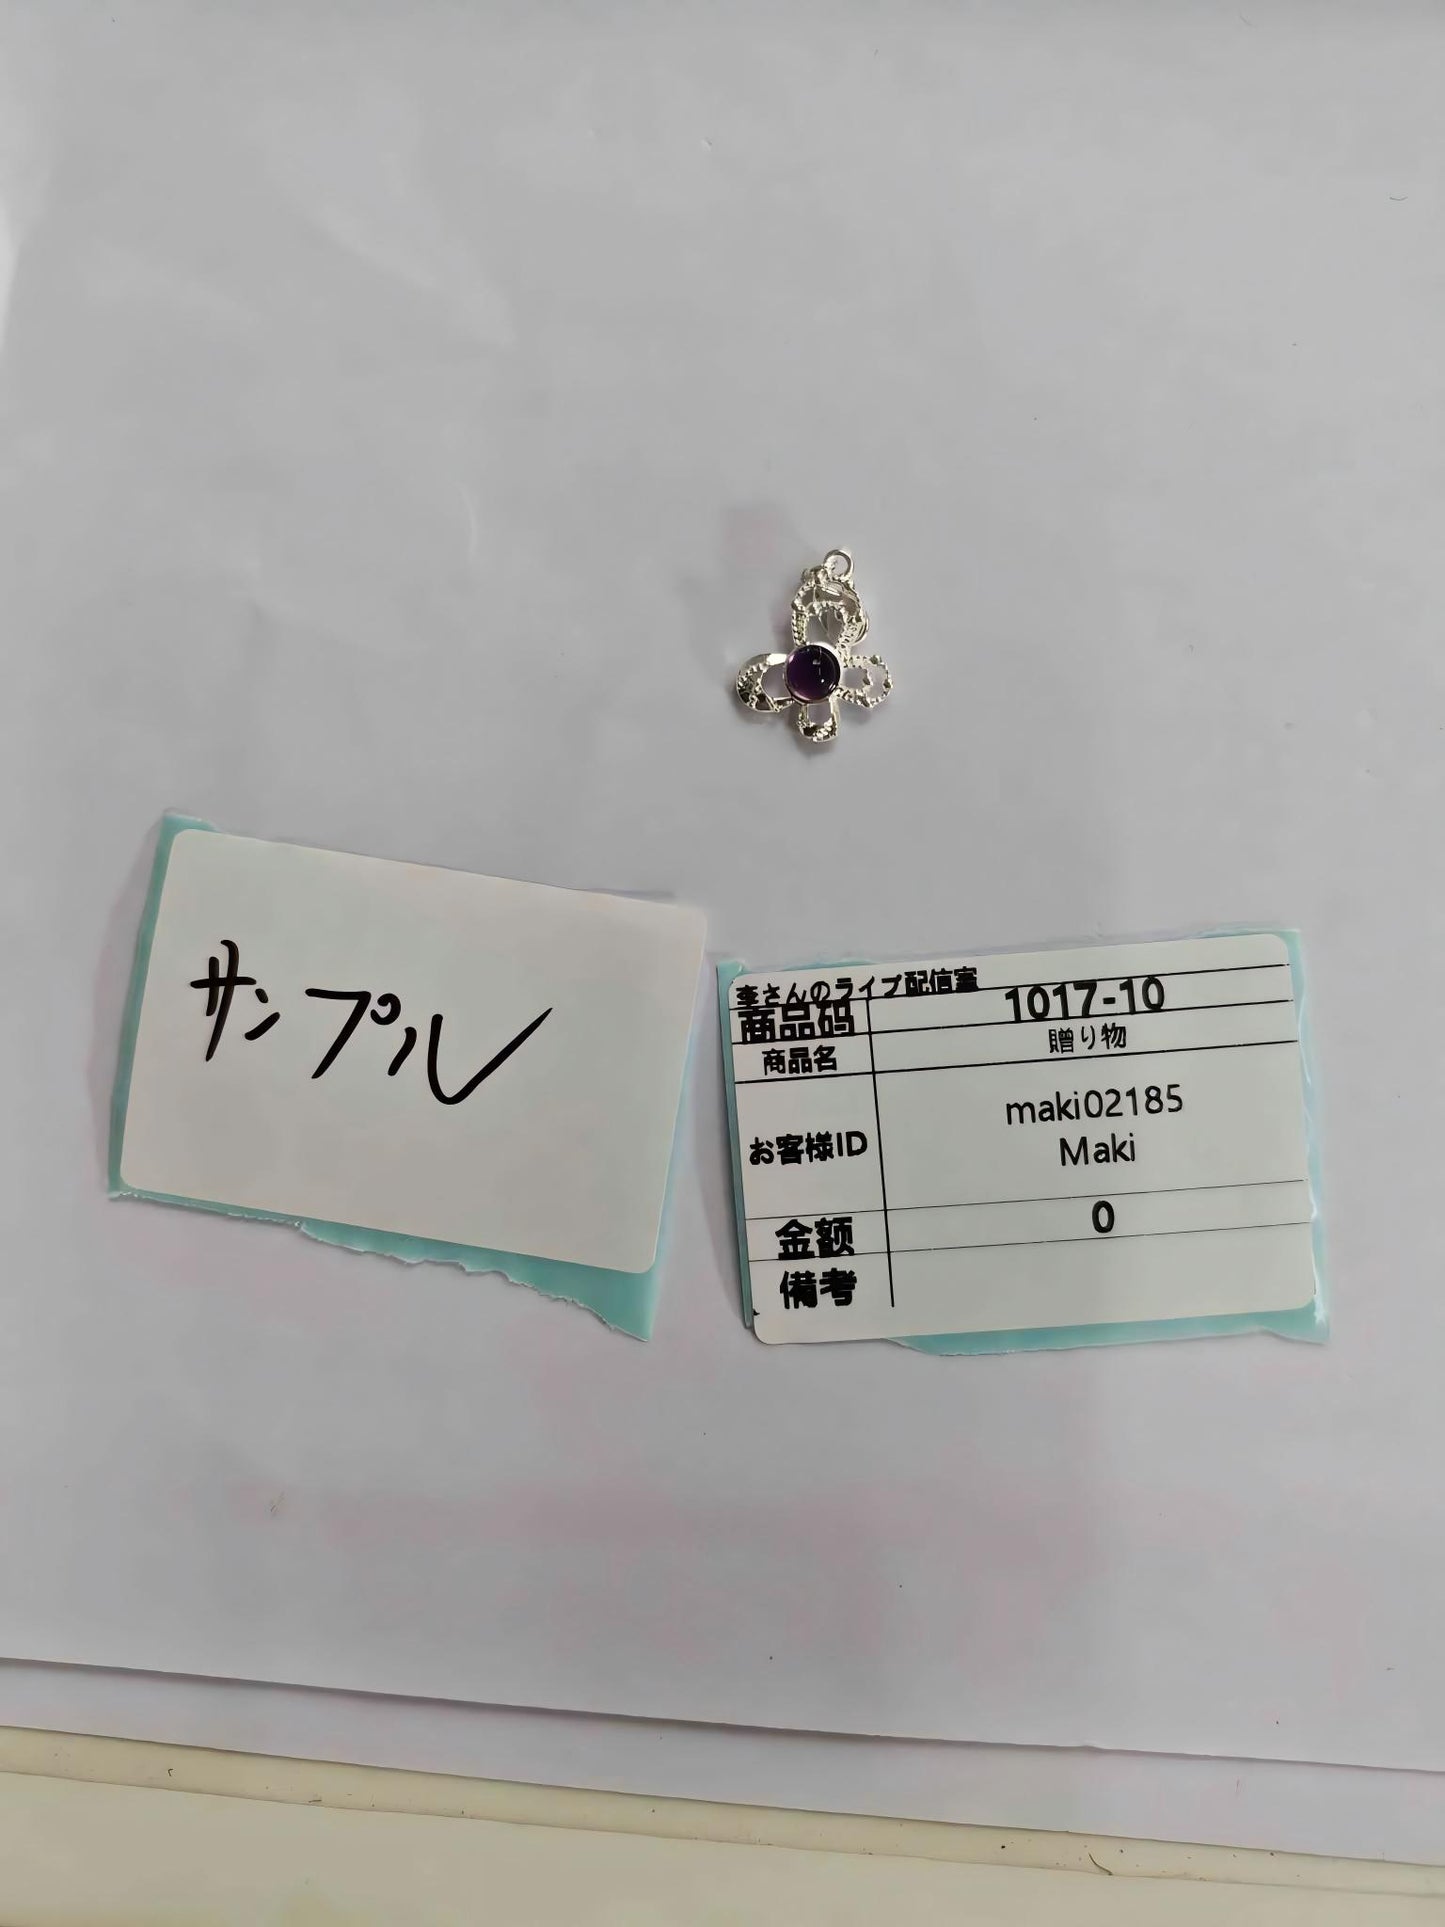 サンプル
李さんのライブ配信室
商品码 1017-10
商品名 贈り物
お客様ID maki02185
Maki
金额 0
備考